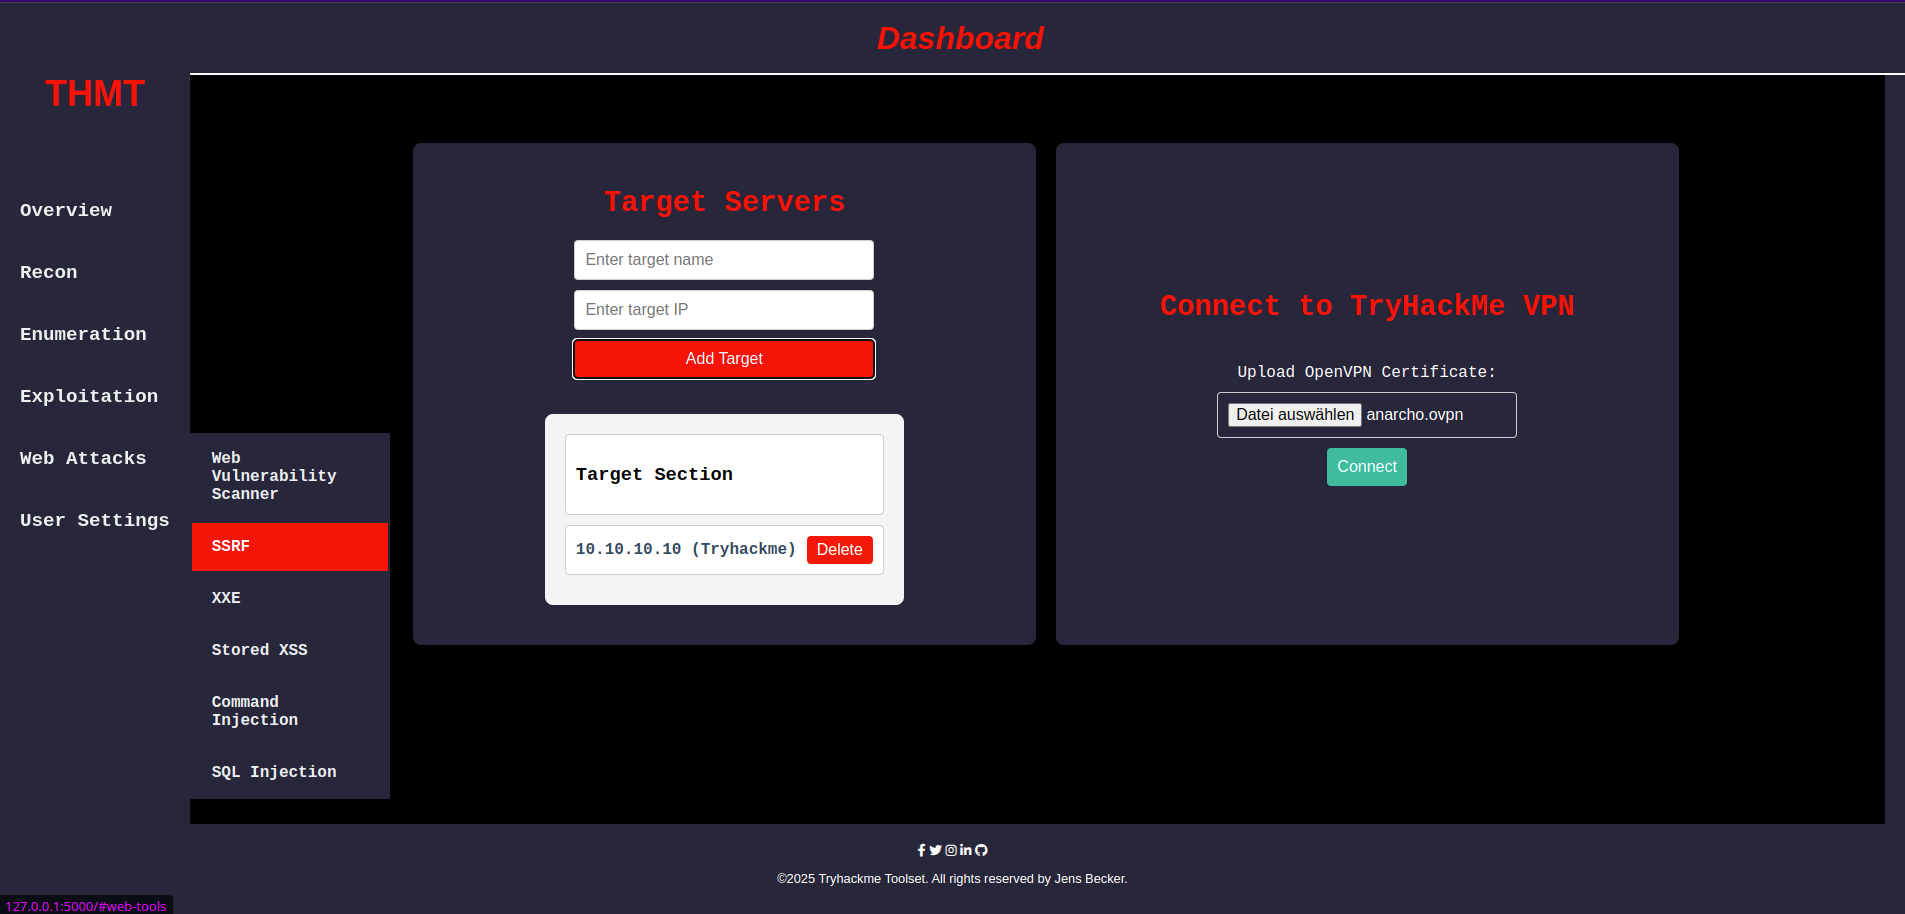 Dashboard
THMT
Overview
Recon
Enumeration
Exploitation
Web Attacks
User Settings
Web
Vulnerability
Scanner
SSRF
XXE
Stored XSS
Command
Injection
SQL Injection
Target Servers
Enter target name
Enter target IP
Add Target
Target Section
10.10.10.10 (Tryhackme) Delete
Connect to TryHackMe VPN
Upload OpenVPN Certificate:
Datei auswählen anarcho.ovpn
Connect
©2025 Tryhackme Toolset. All rights reserved by Jens Becker.
127.0.0.1:5000/#web-tools